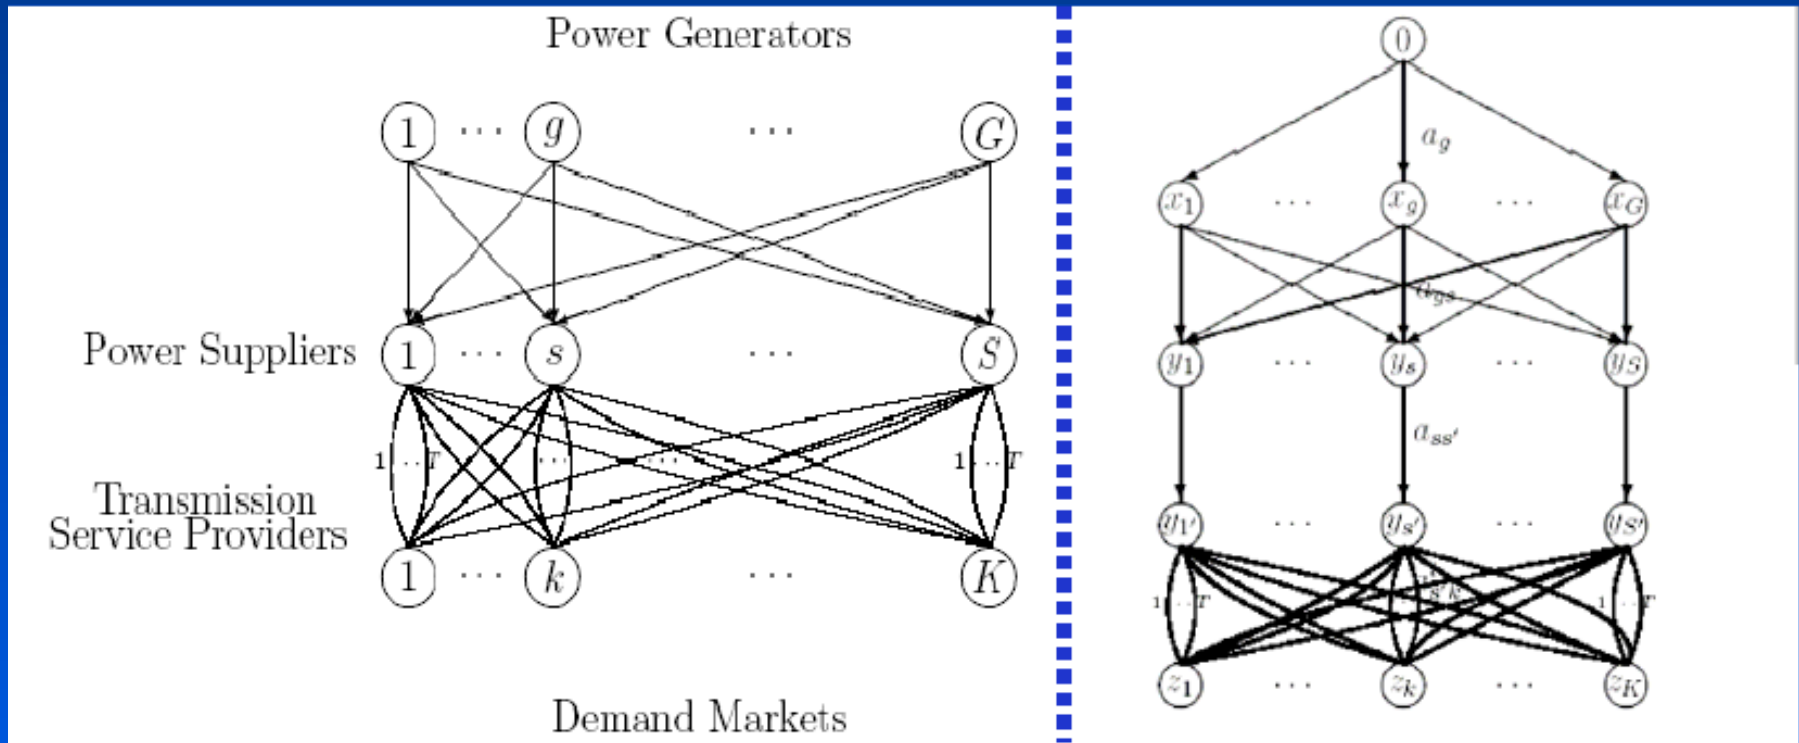 Power Generators
1 ··· g ··· G
Power Suppliers
1 ··· s ··· S
1 ... T ... ... 1 ... T
Transmission
Service Providers
1 ··· k ··· K
Demand Markets
0
a_g
x_1 ··· x_g ··· x_G
a_gs
y_1 ··· y_s ··· y_S
a_ss'
y_1' ··· y_s' ··· y_S'
1 ... T ... s'k 1 ... T
z_1 ··· z_k ··· z_K